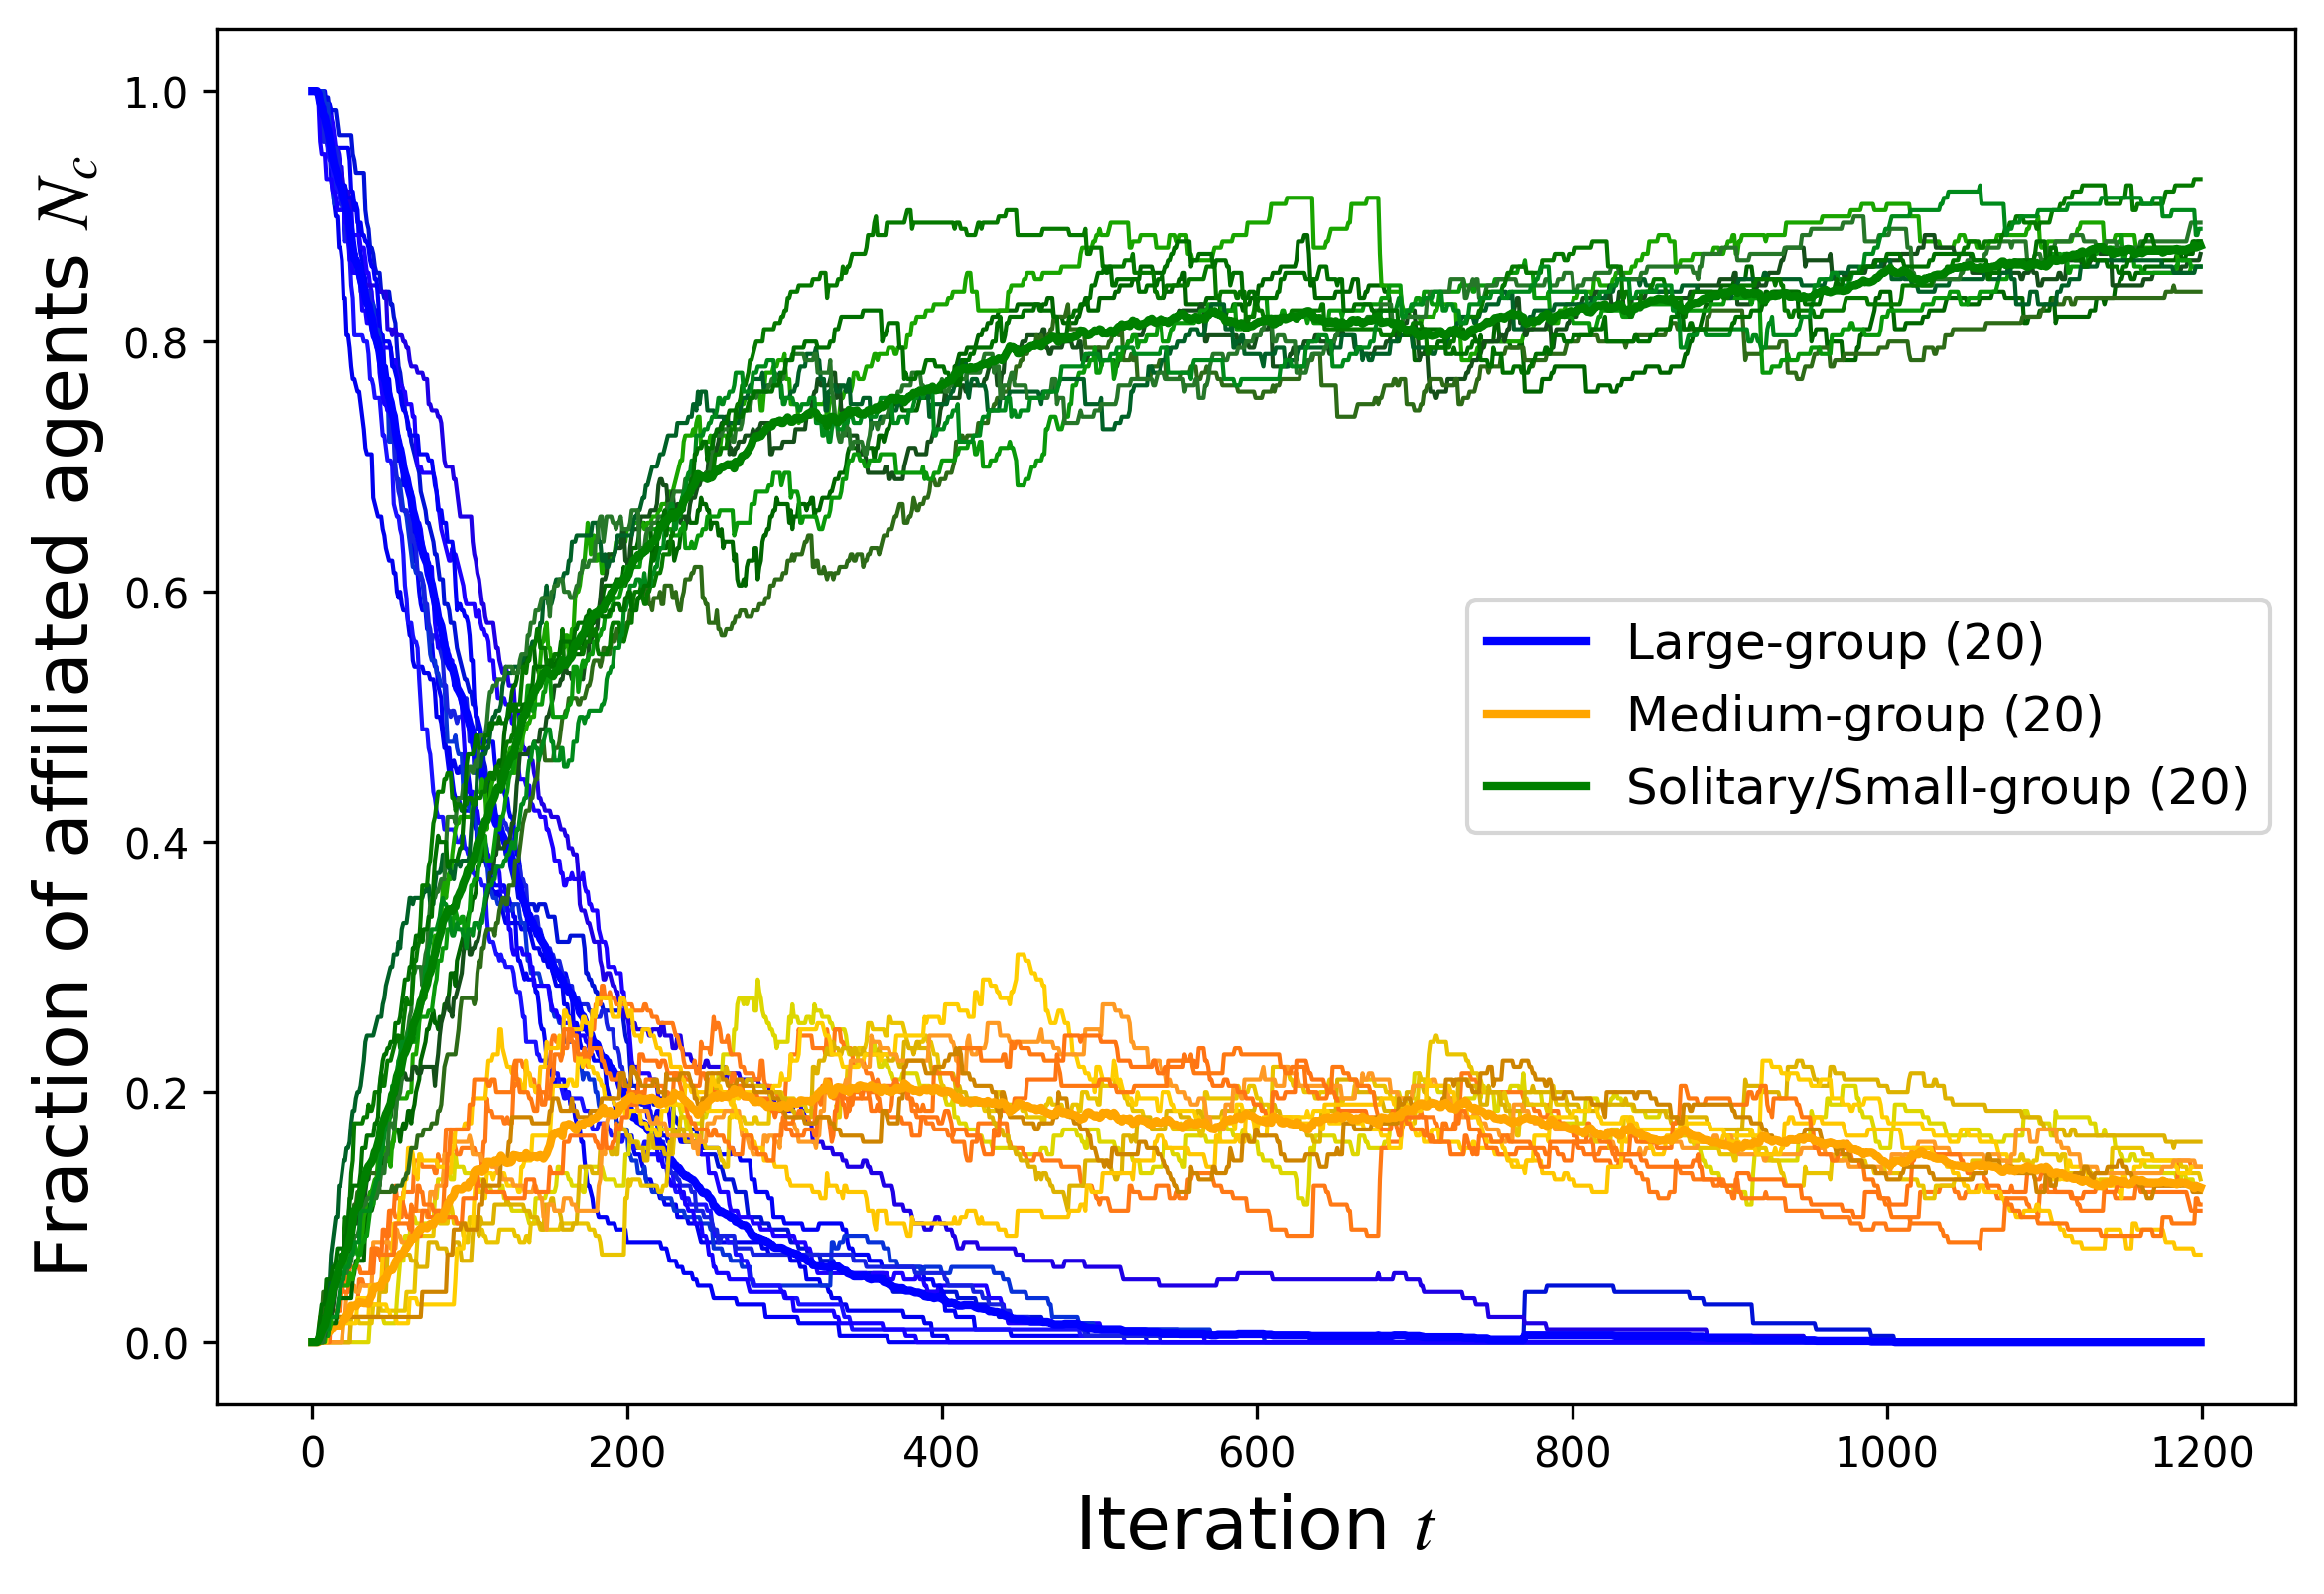 Fraction of affiliated agents N_c
1.0
0.8
0.6
0.4
0.2
0.0
Large-group (20)
Medium-group (20)
Solitary/Small-group (20)
0 200 400 600 800 1000 1200
Iteration t